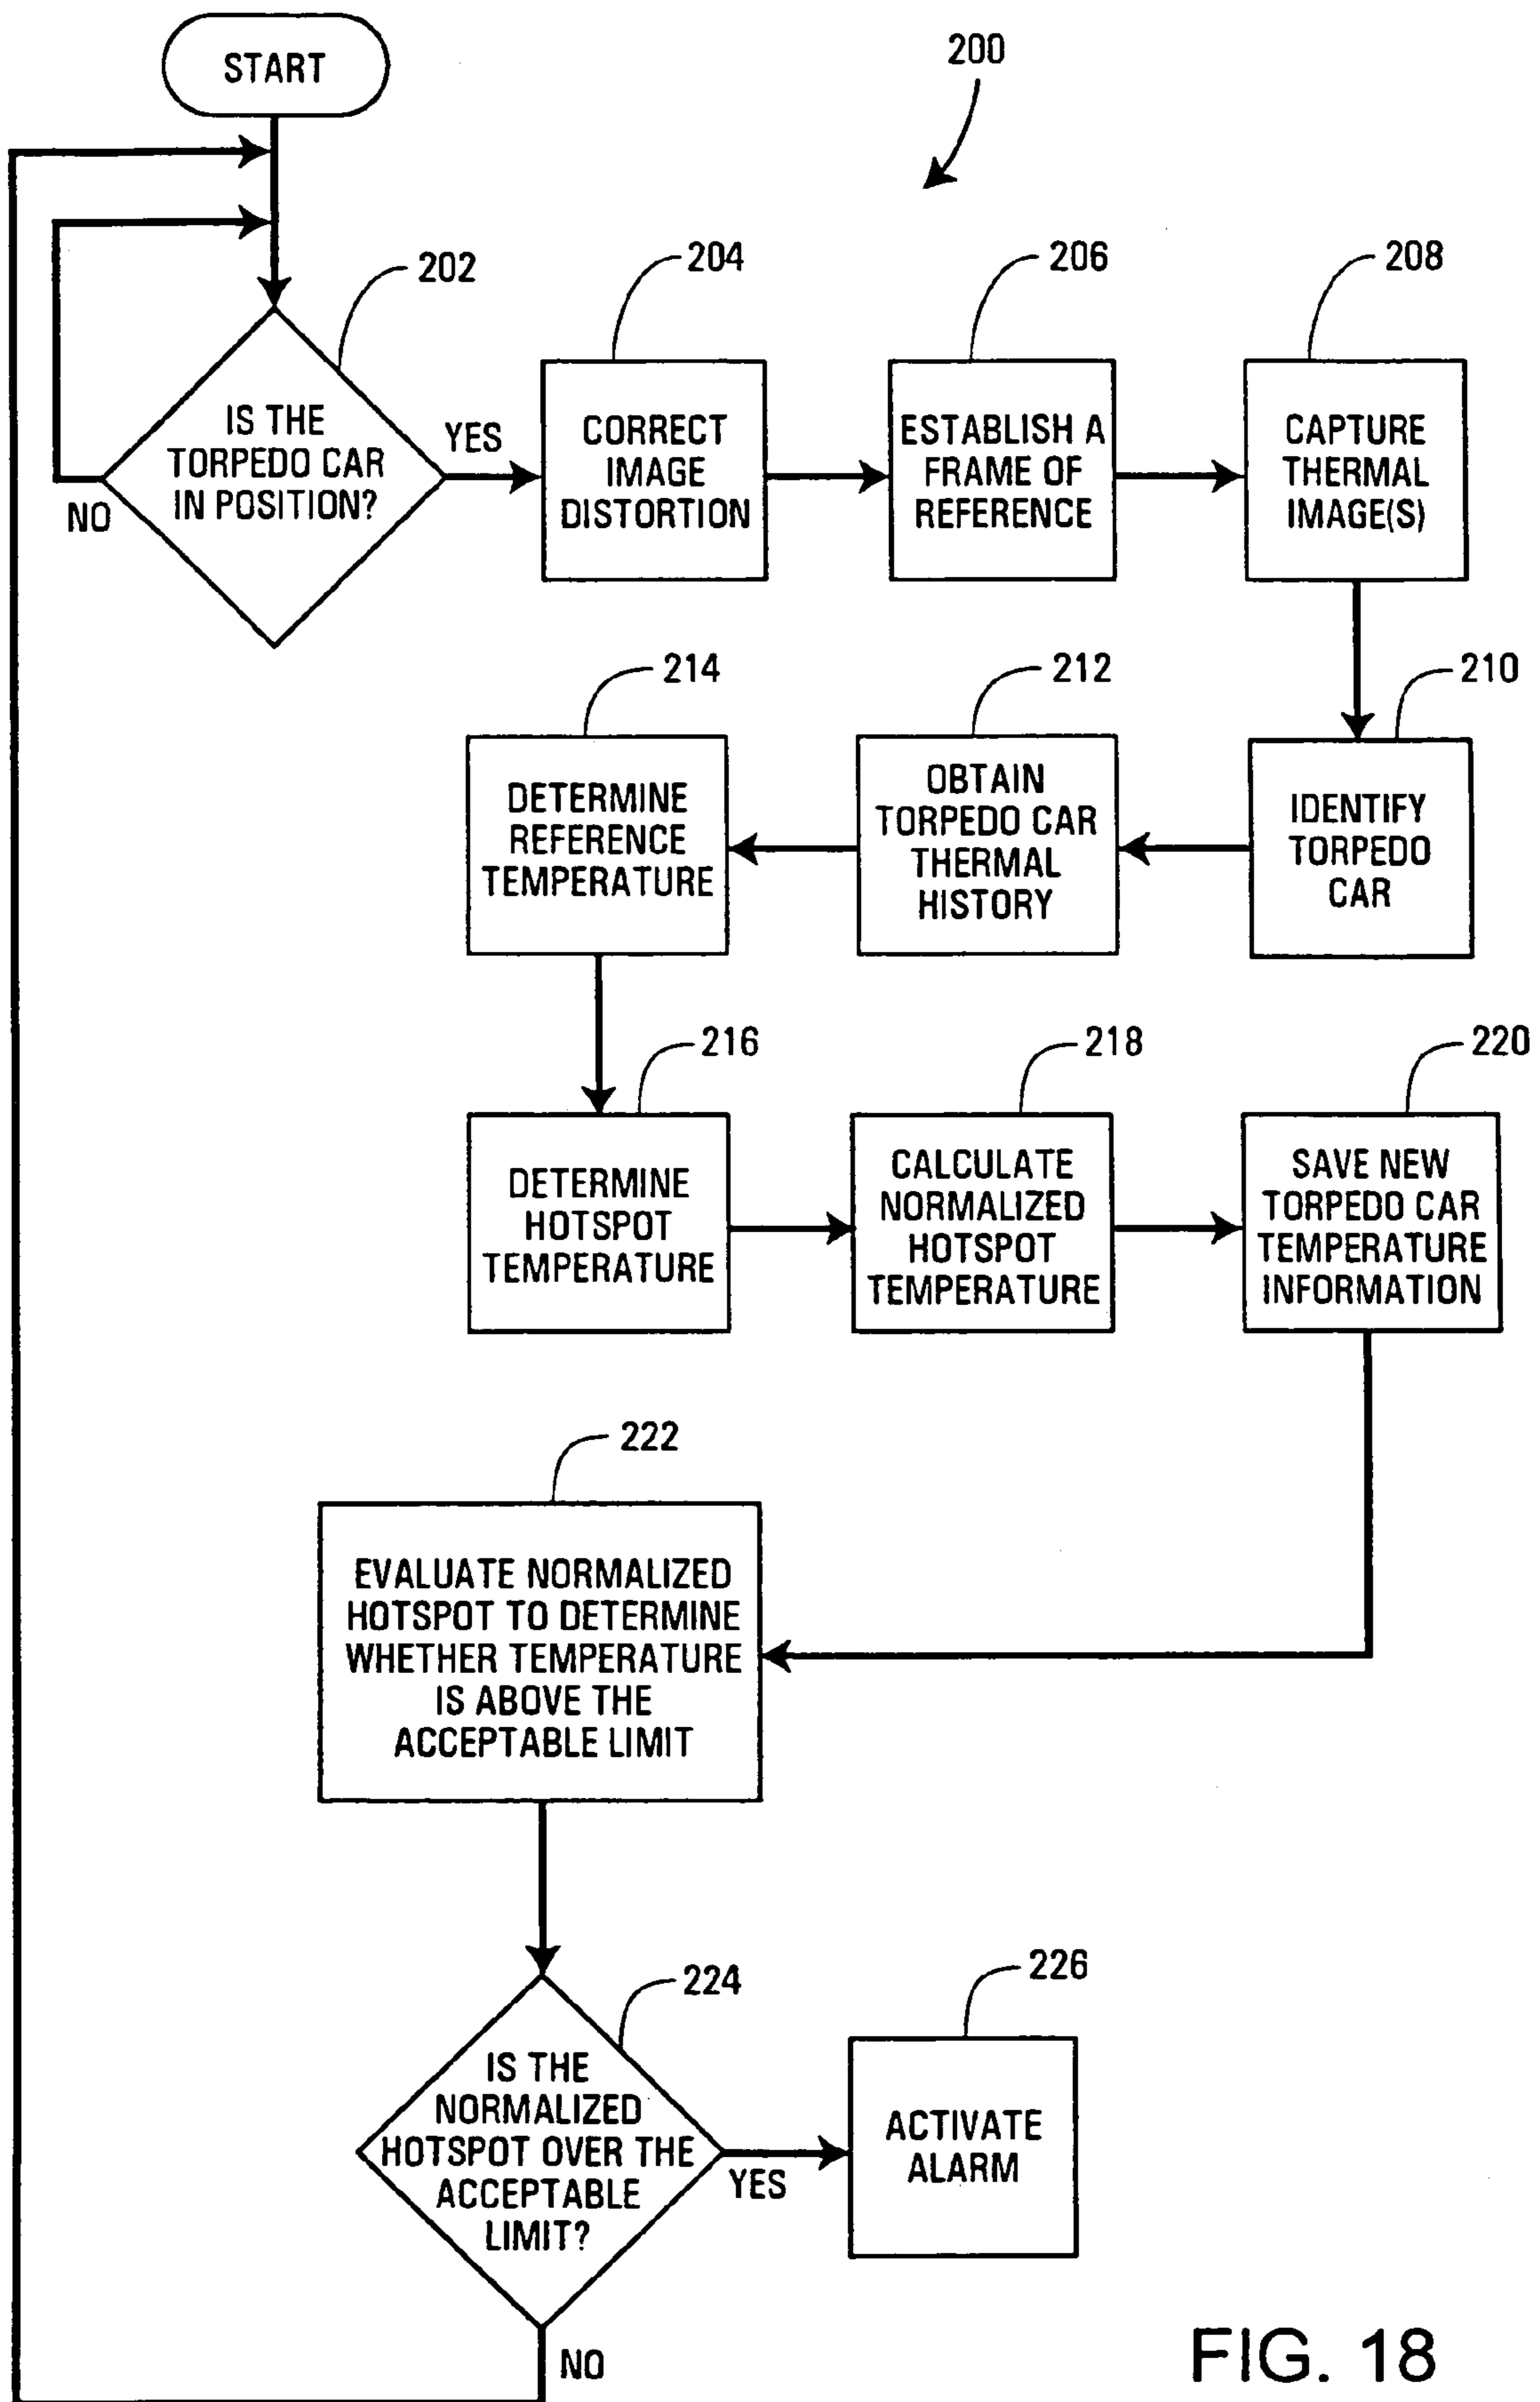 START
200
202
204
206
208
IS THE
TORPEDO CAR
IN POSITION?
YES
NO
CORRECT
IMAGE
DISTORTION
ESTABLISH A
FRAME OF
REFERENCE
CAPTURE
THERMAL
IMAGE(S)
214
212
210
DETERMINE
REFERENCE
TEMPERATURE
OBTAIN
TORPEDO CAR
THERMAL
HISTORY
IDENTIFY
TORPEDO
CAR
216
218
220
DETERMINE
HOTSPOT
TEMPERATURE
CALCULATE
NORMALIZED
HOTSPOT
TEMPERATURE
SAVE NEW
TORPEDO CAR
TEMPERATURE
INFORMATION
222
EVALUATE NORMALIZED
HOTSPOT TO DETERMINE
WHETHER TEMPERATURE
IS ABOVE THE
ACCEPTABLE LIMIT
224
226
IS THE
NORMALIZED
HOTSPOT OVER THE
ACCEPTABLE
LIMIT?
YES
ACTIVATE
ALARM
NO
FIG. 18